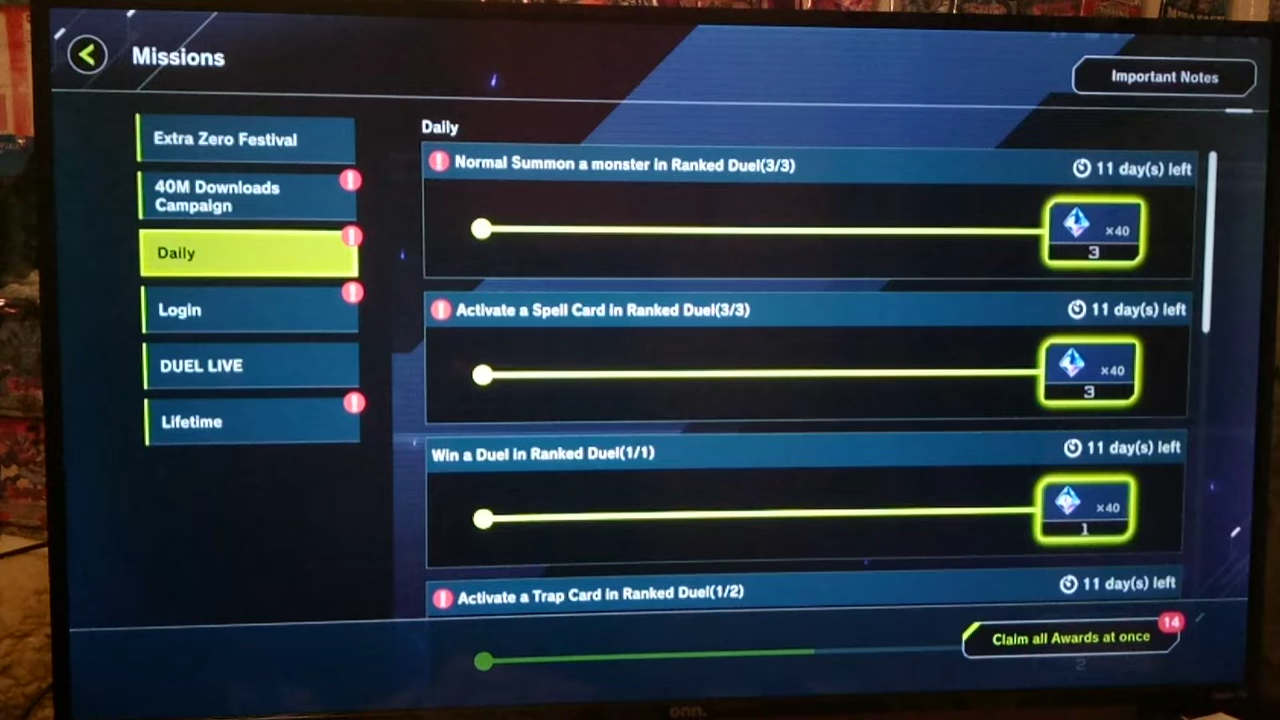 Missions
Important Notes
Extra Zero Festival
40M Downloads
Campaign
Daily
Login
DUEL LIVE
Lifetime
Daily
Normal Summon a monster in Ranked Duel(3/3)
11 day(s) left
×40
3
Activate a Spell Card in Ranked Duel(3/3)
11 day(s) left
×40
3
Win a Duel in Ranked Duel(1/1)
11 day(s) left
×40
1
Activate a Trap Card in Ranked Duel(1/2)
11 day(s) left
Claim all Awards at once
14
2
onn.